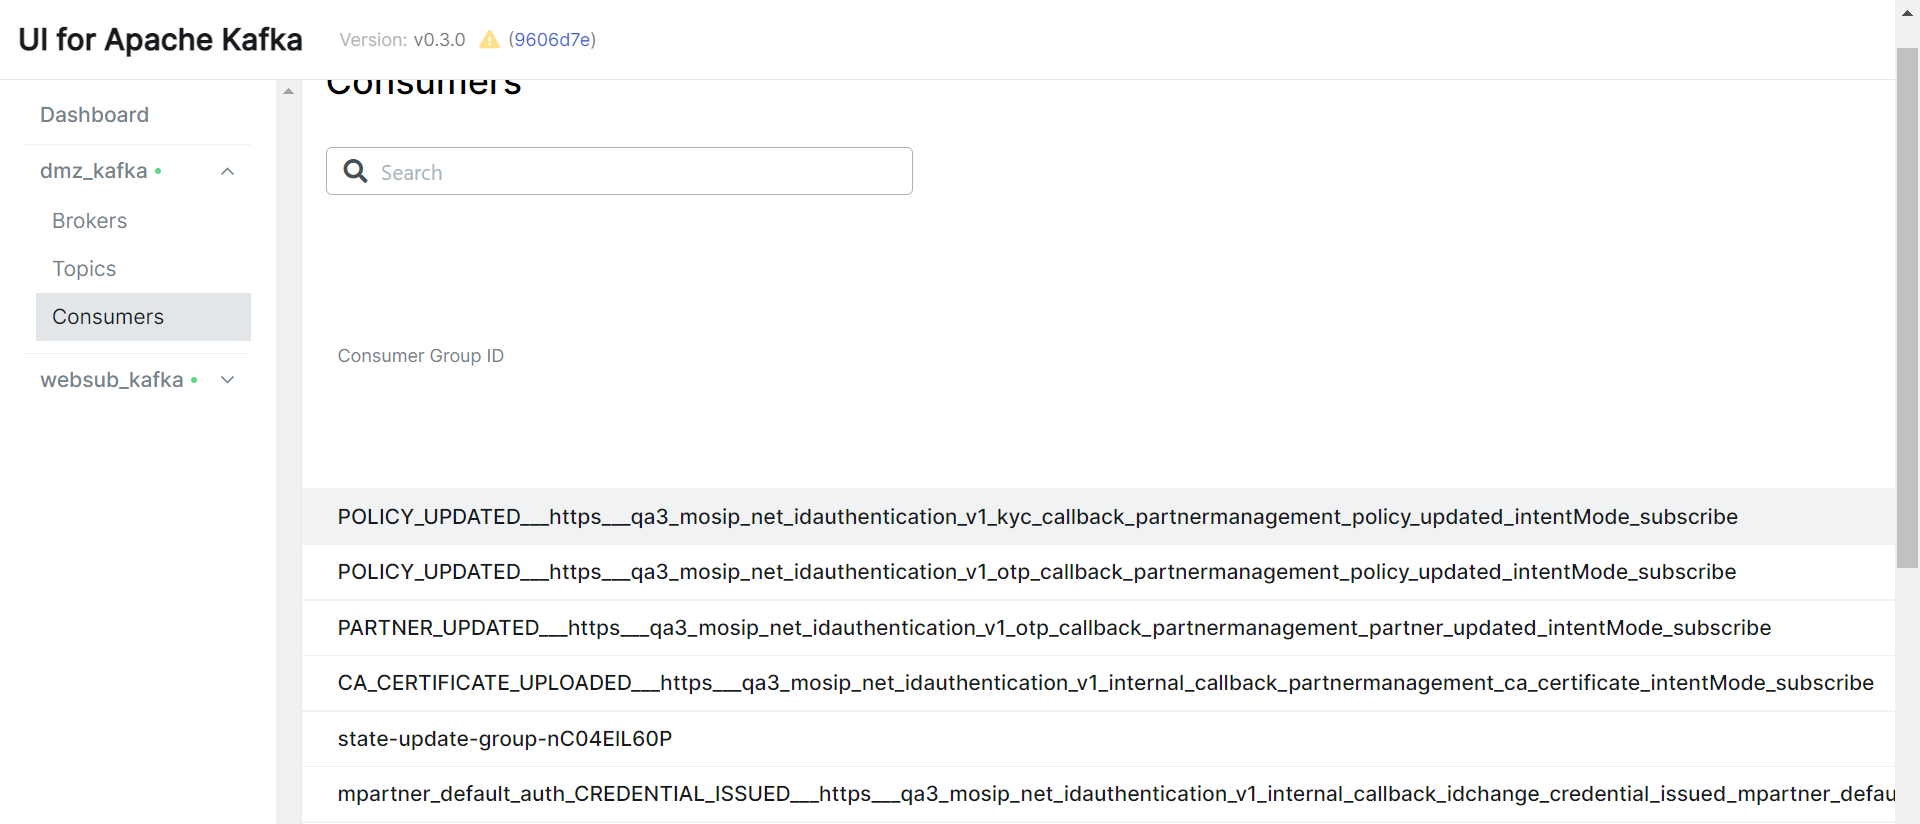 UI for Apache Kafka
Version: v0.3.0 (9606d7e)
Dashboard
dmz_kafka
Brokers
Topics
Consumers
websub_kafka
Consumers
Search
Consumer Group ID
POLICY_UPDATED___https___qa3_mosip_net_idauthentication_v1_kyc_callback_partnermanagement_policy_updated_intentMode_subscribe
POLICY_UPDATED___https___qa3_mosip_net_idauthentication_v1_otp_callback_partnermanagement_policy_updated_intentMode_subscribe
PARTNER_UPDATED___https___qa3_mosip_net_idauthentication_v1_otp_callback_partnermanagement_partner_updated_intentMode_subscribe
CA_CERTIFICATE_UPLOADED___https___qa3_mosip_net_idauthentication_v1_internal_callback_partnermanagement_ca_certificate_intentMode_subscribe
state-update-group-nC04EIL60P
mpartner_default_auth_CREDENTIAL_ISSUED___https___qa3_mosip_net_idauthentication_v1_internal_callback_idchange_credential_issued_mpartner_defau